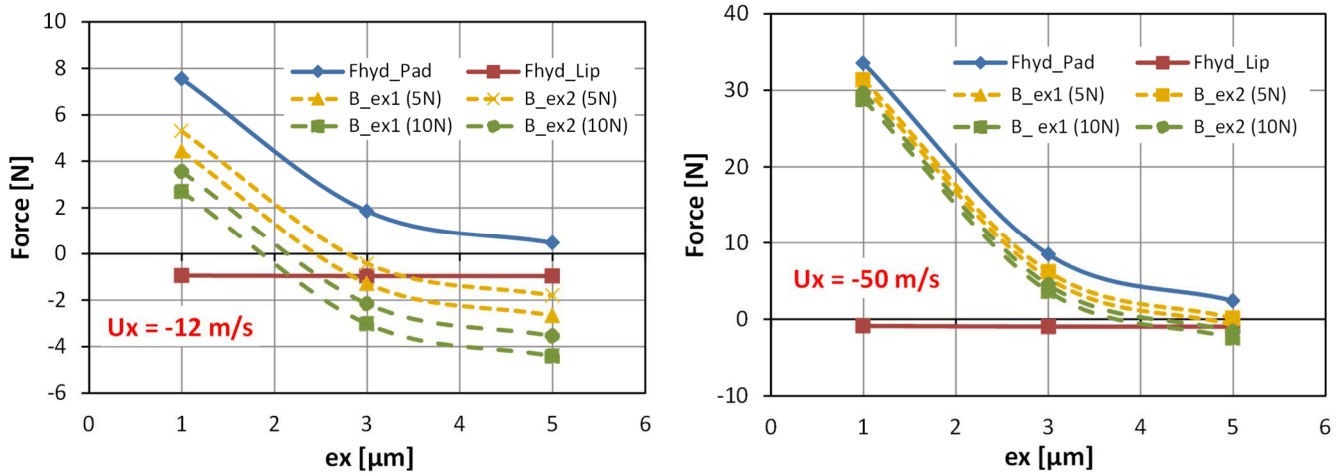 10
8
6
4
2
0
-2
-4
-6
Force [N]
Fhyd_Pad
Fhyd_Lip
B_ex1 (5N)
B_ex2 (5N)
B_ex1 (10N)
B_ex2 (10N)
Ux = -12 m/s
0 1 2 3 4 5 6
ex [µm]
40
30
20
10
0
-10
Force [N]
Fhyd_Pad
Fhyd_Lip
B_ex1 (5N)
B_ex2 (5N)
B_ ex1 (10N)
B_ex2 (10N)
Ux = -50 m/s
0 1 2 3 4 5 6
ex [µm]